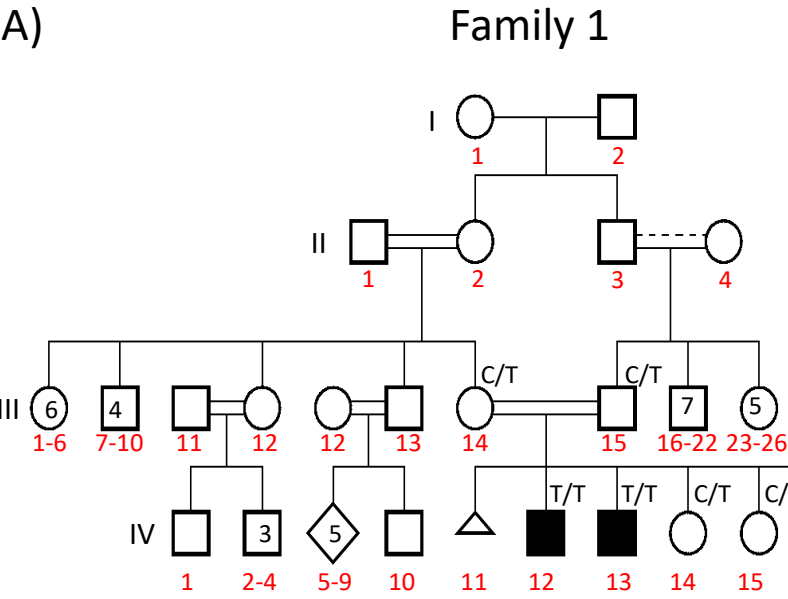 A)
Family 1
I
1 2
II
1 2 3 4
C/T C/T
III 6 4 7 5
1-6 7-10 11 12 12 13 14 15 16-22 23-26
T/T T/T C/T C/
IV 3 5
1 2-4 5-9 10 11 12 13 14 15